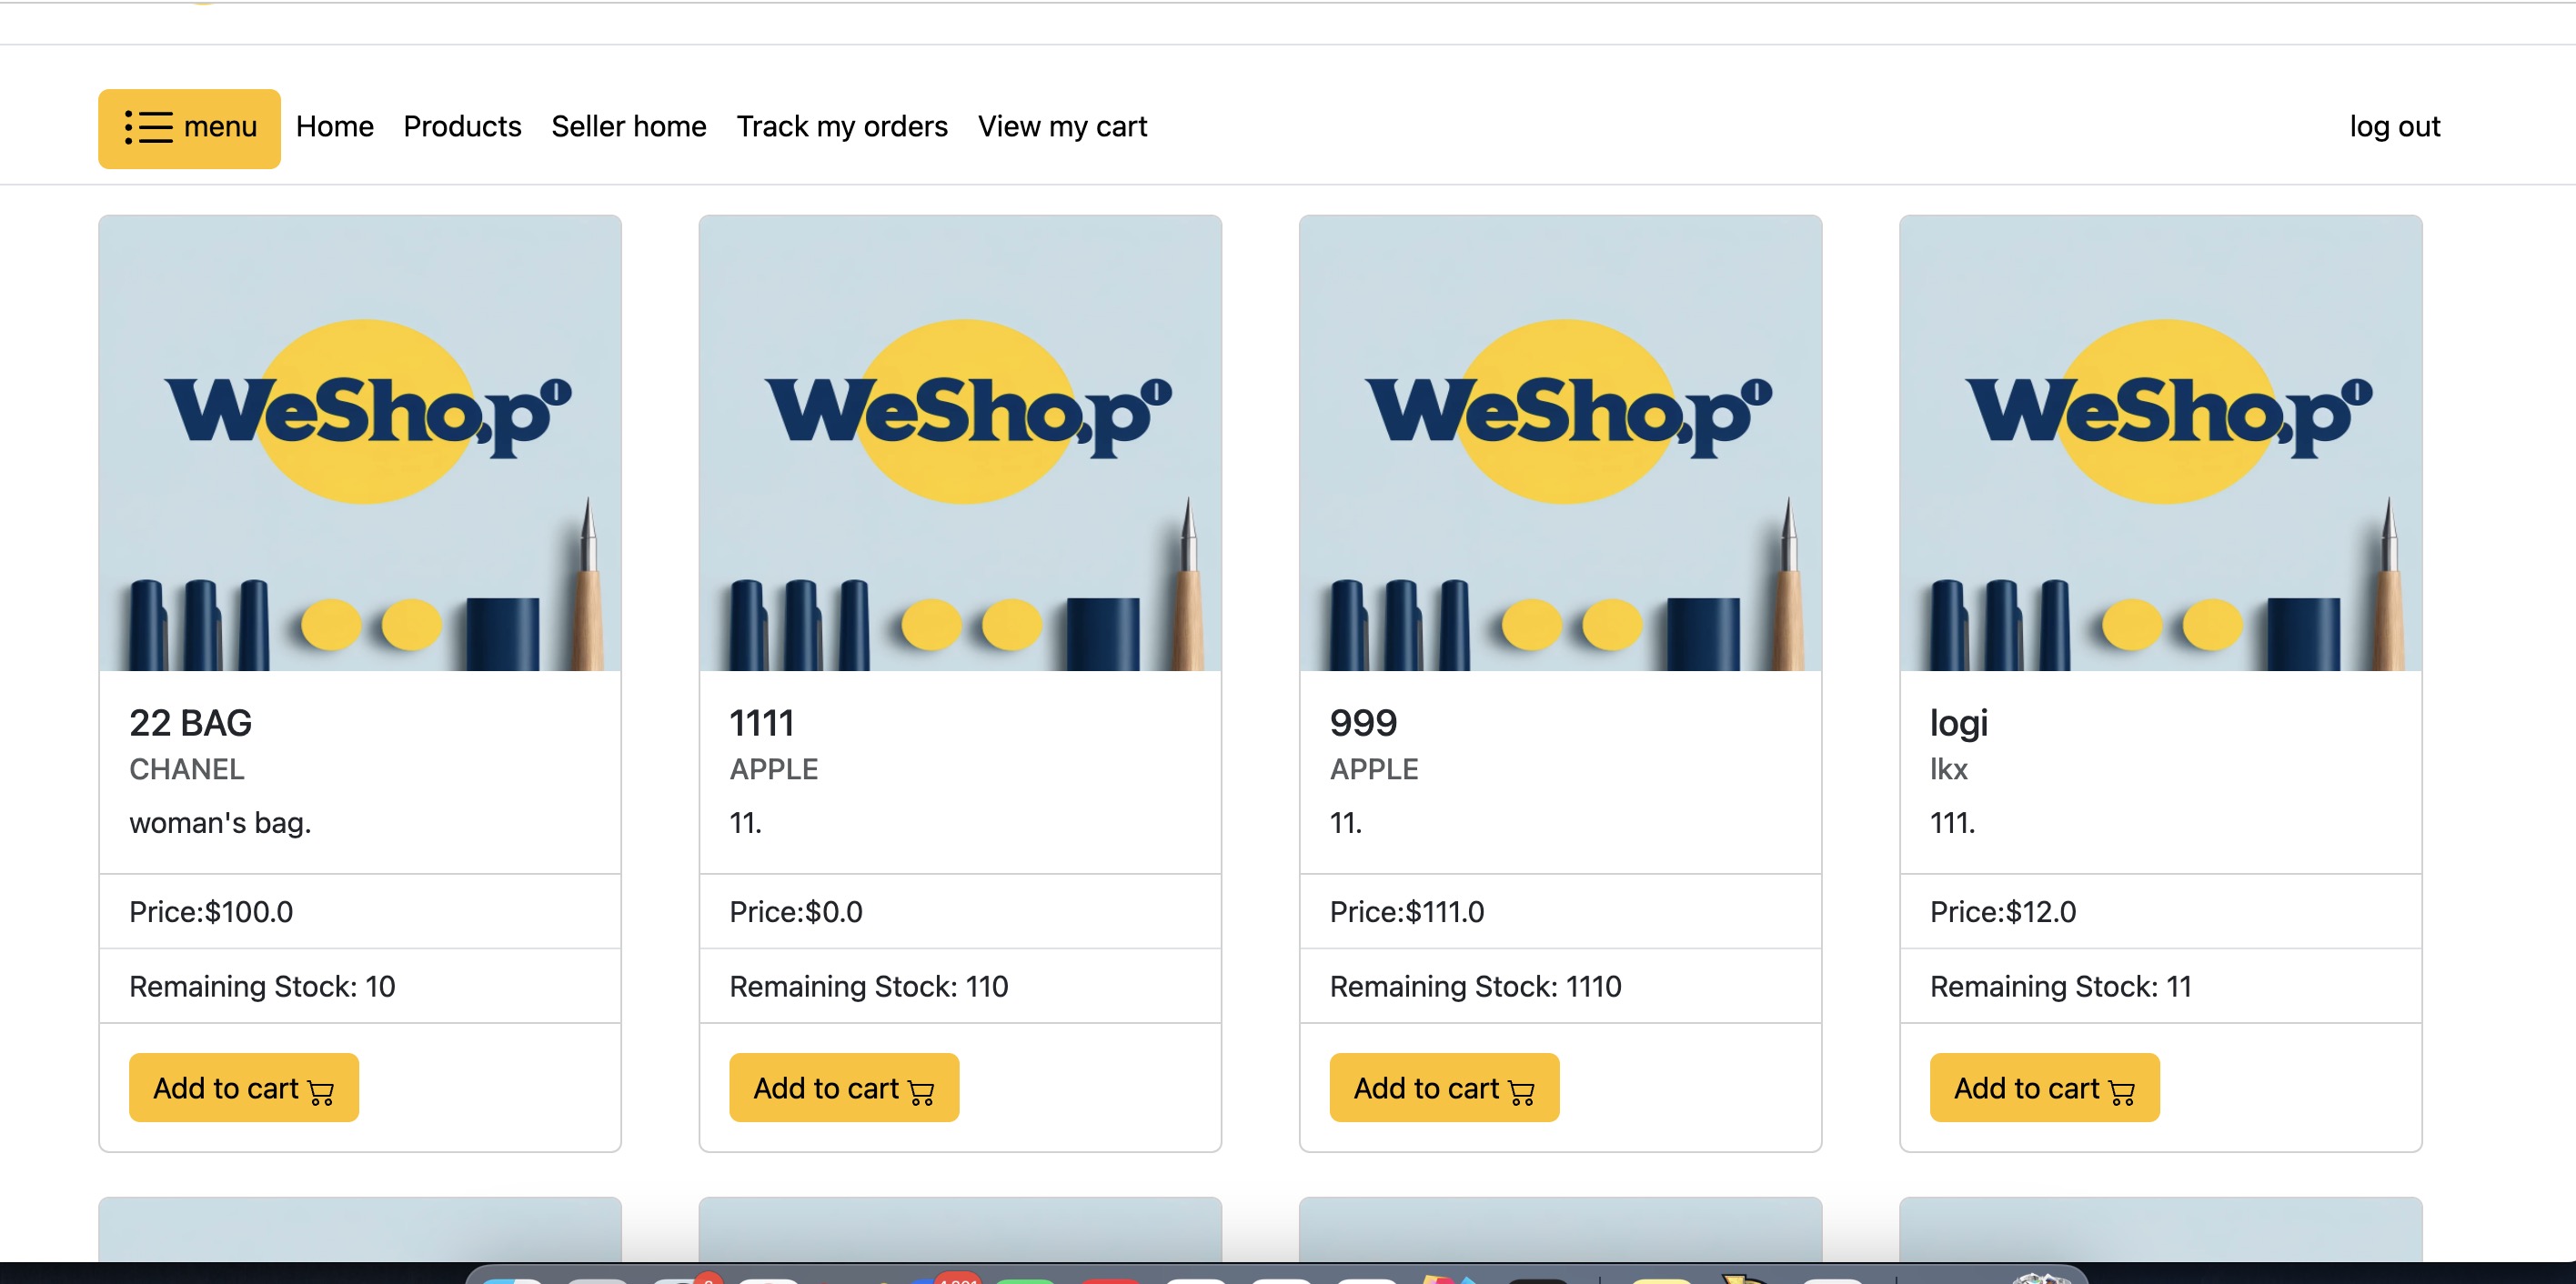 menu Home Products Seller home Track my orders View my cart log out
WeShop WeShop WeShop WeShop
22 BAG
CHANEL
woman's bag.
Price:$100.0
Remaining Stock: 10
Add to cart
1111
APPLE
11.
Price:$0.0
Remaining Stock: 110
Add to cart
999
APPLE
11.
Price:$111.0
Remaining Stock: 1110
Add to cart
logi
lkx
111.
Price:$12.0
Remaining Stock: 11
Add to cart